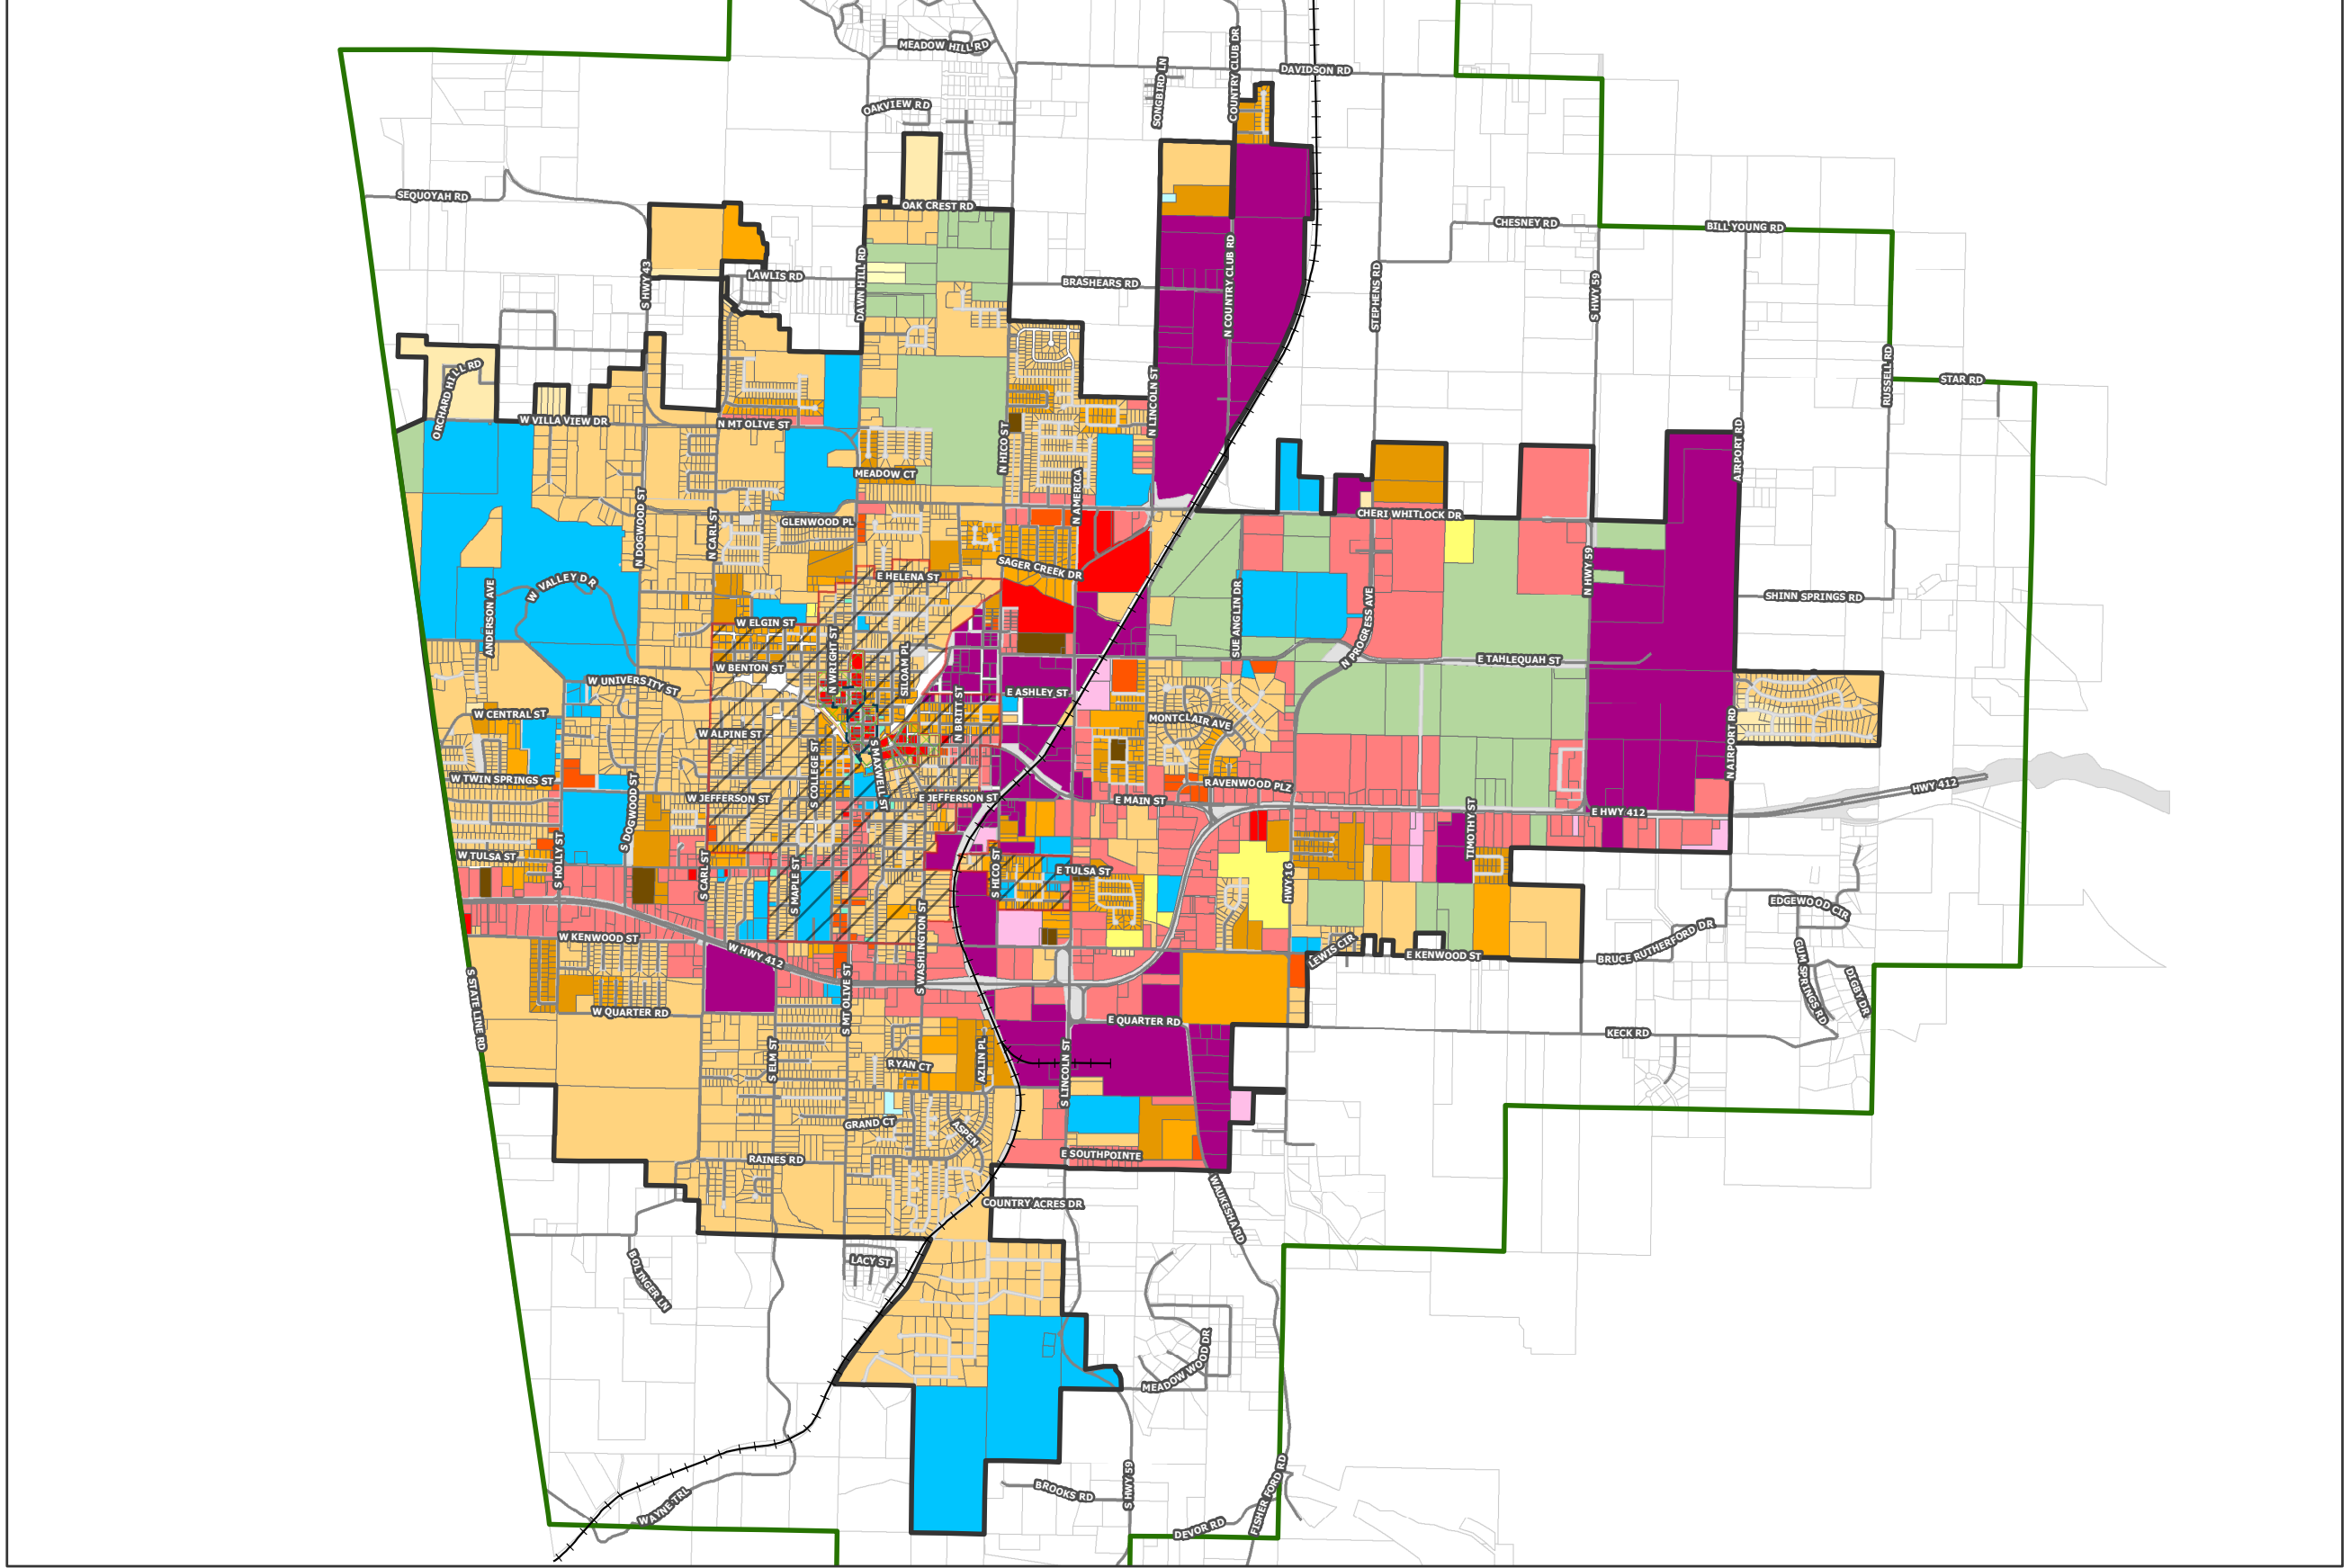 MEADOW HILL RD
DAVIDSON RD
SONGBIRD LN
COUNTRY CLUB DR
OAKVIEW RD
SEQUOYAH RD
OAK CREST RD
CHESNEY RD
BILL YOUNG RD
S HWY 43
LAWLIS RD
DAWN HILL RD
BRASHEARS RD
N COUNTRY CLUB RD
STEPHENS RD
S HWY 59
ORCHARD HILL RD
W VILLA VIEW DR
N MT OLIVE ST
N LINCOLN ST
RUSSELL RD
STAR RD
N HICO ST
MEADOW CT
AIRPORT RD
N DOGWOOD ST
N CARL ST
GLENWOOD PL
N AMERICA
CHERI WHITLOCK DR
ANDERSON AVE
W VALLEY DR
E HELENA ST
SAGER CREEK DR
N HWY 59
SHINN SPRINGS RD
W ELGIN ST
SUE ANGLIN DR
N PROGRESS AVE
W BENTON ST
N WRIGHT ST
SILOAM PL
E TAHLEQUAH ST
W UNIVERSITY ST
E ASHLEY ST
W CENTRAL ST
W ALPINE ST
N BRITT ST
MONTCLAIR AVE
N AIRPORT RD
W TWIN SPRINGS ST
S DOGWOOD ST
S COLLEGE ST
S MAXWELL ST
RAVENWOOD PLZ
W JEFFERSON ST
E JEFFERSON ST
E MAIN ST
HWY 412
E HWY 412
TIMOTHY ST
W TULSA ST
S HOLLY ST
S CARL ST
S MAPLE ST
S HICO ST
E TULSA ST
HWY 16
EDGEWOOD CIR
W KENWOOD ST
W HWY 412
S WASHINGTON ST
LEWIS CIR
E KENWOOD ST
BRUCE RUTHERFORD DR
GUM SPRINGS RD
DIGBY DR
S STATE LINE RD
W QUARTER RD
S MT OLIVE ST
E QUARTER RD
KECK RD
S ELM ST
RYAN CT
AZLIN PL
S LINCOLN ST
GRAND CT
ASPEN
RAINES RD
E SOUTHPOINTE
COUNTRY ACRES DR
WAUKESHA RD
BOLINGER LN
LACY ST
MEADOW WOOD DR
W WAYNE TRL
BROOKS RD
S HWY 59
DEVOR RD
FISHER FORD RD